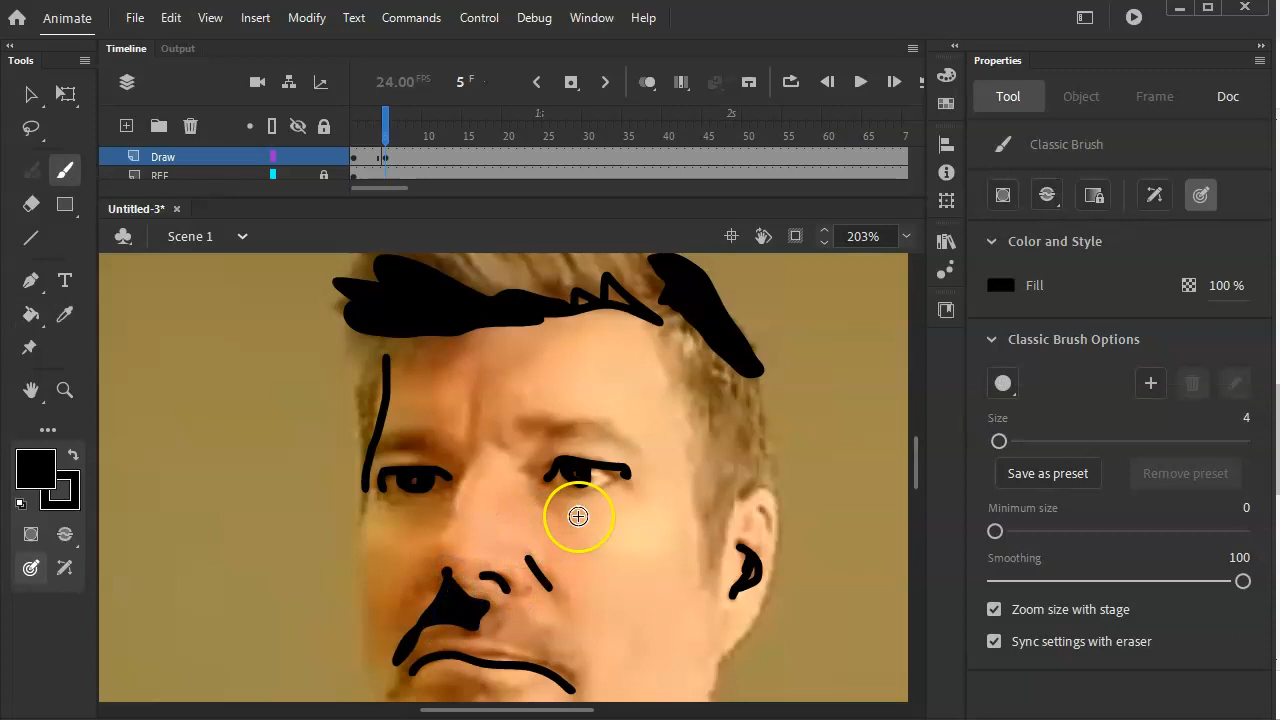 Animate File Edit View Insert Modify Text Commands Control Debug Window Help
Tools
Timeline Output
Properties
24.00 FPS 5 F
Tool Object Frame Doc
1s 2s
10 15 20 25 30 35 40 45 50 55 60 65 7
Classic Brush
Draw
REF
Untitled-3*
Scene 1 203%
Color and Style
Fill 100 %
Classic Brush Options
Size 4
Save as preset Remove preset
Minimum size 0
Smoothing 100
Zoom size with stage
Sync settings with eraser